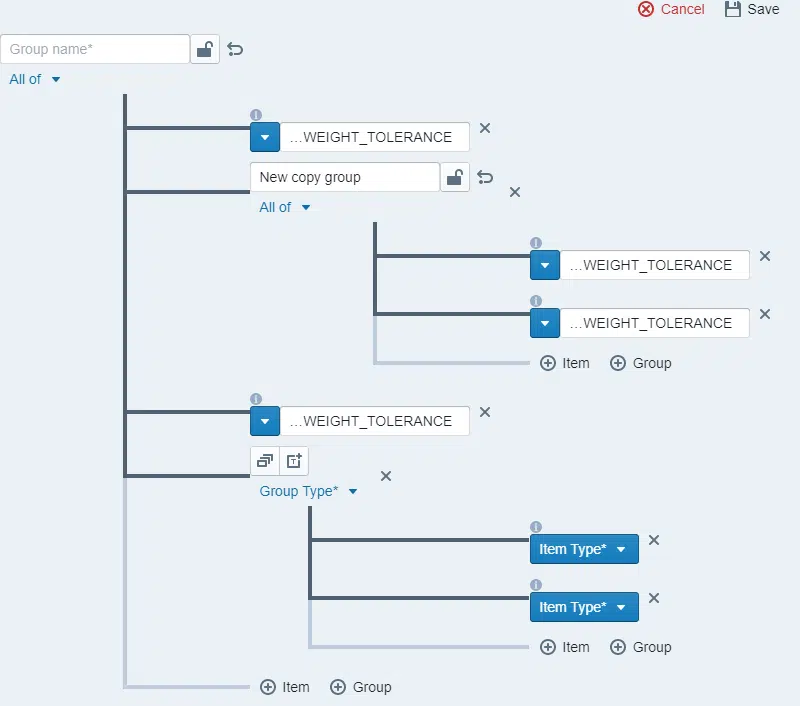 Cancel Save
Group name*
All of
...WEIGHT_TOLERANCE
New copy group
All of
...WEIGHT_TOLERANCE
...WEIGHT_TOLERANCE
Item Group
...WEIGHT_TOLERANCE
Group Type*
Item Type*
Item Type*
Item Group
Item Group